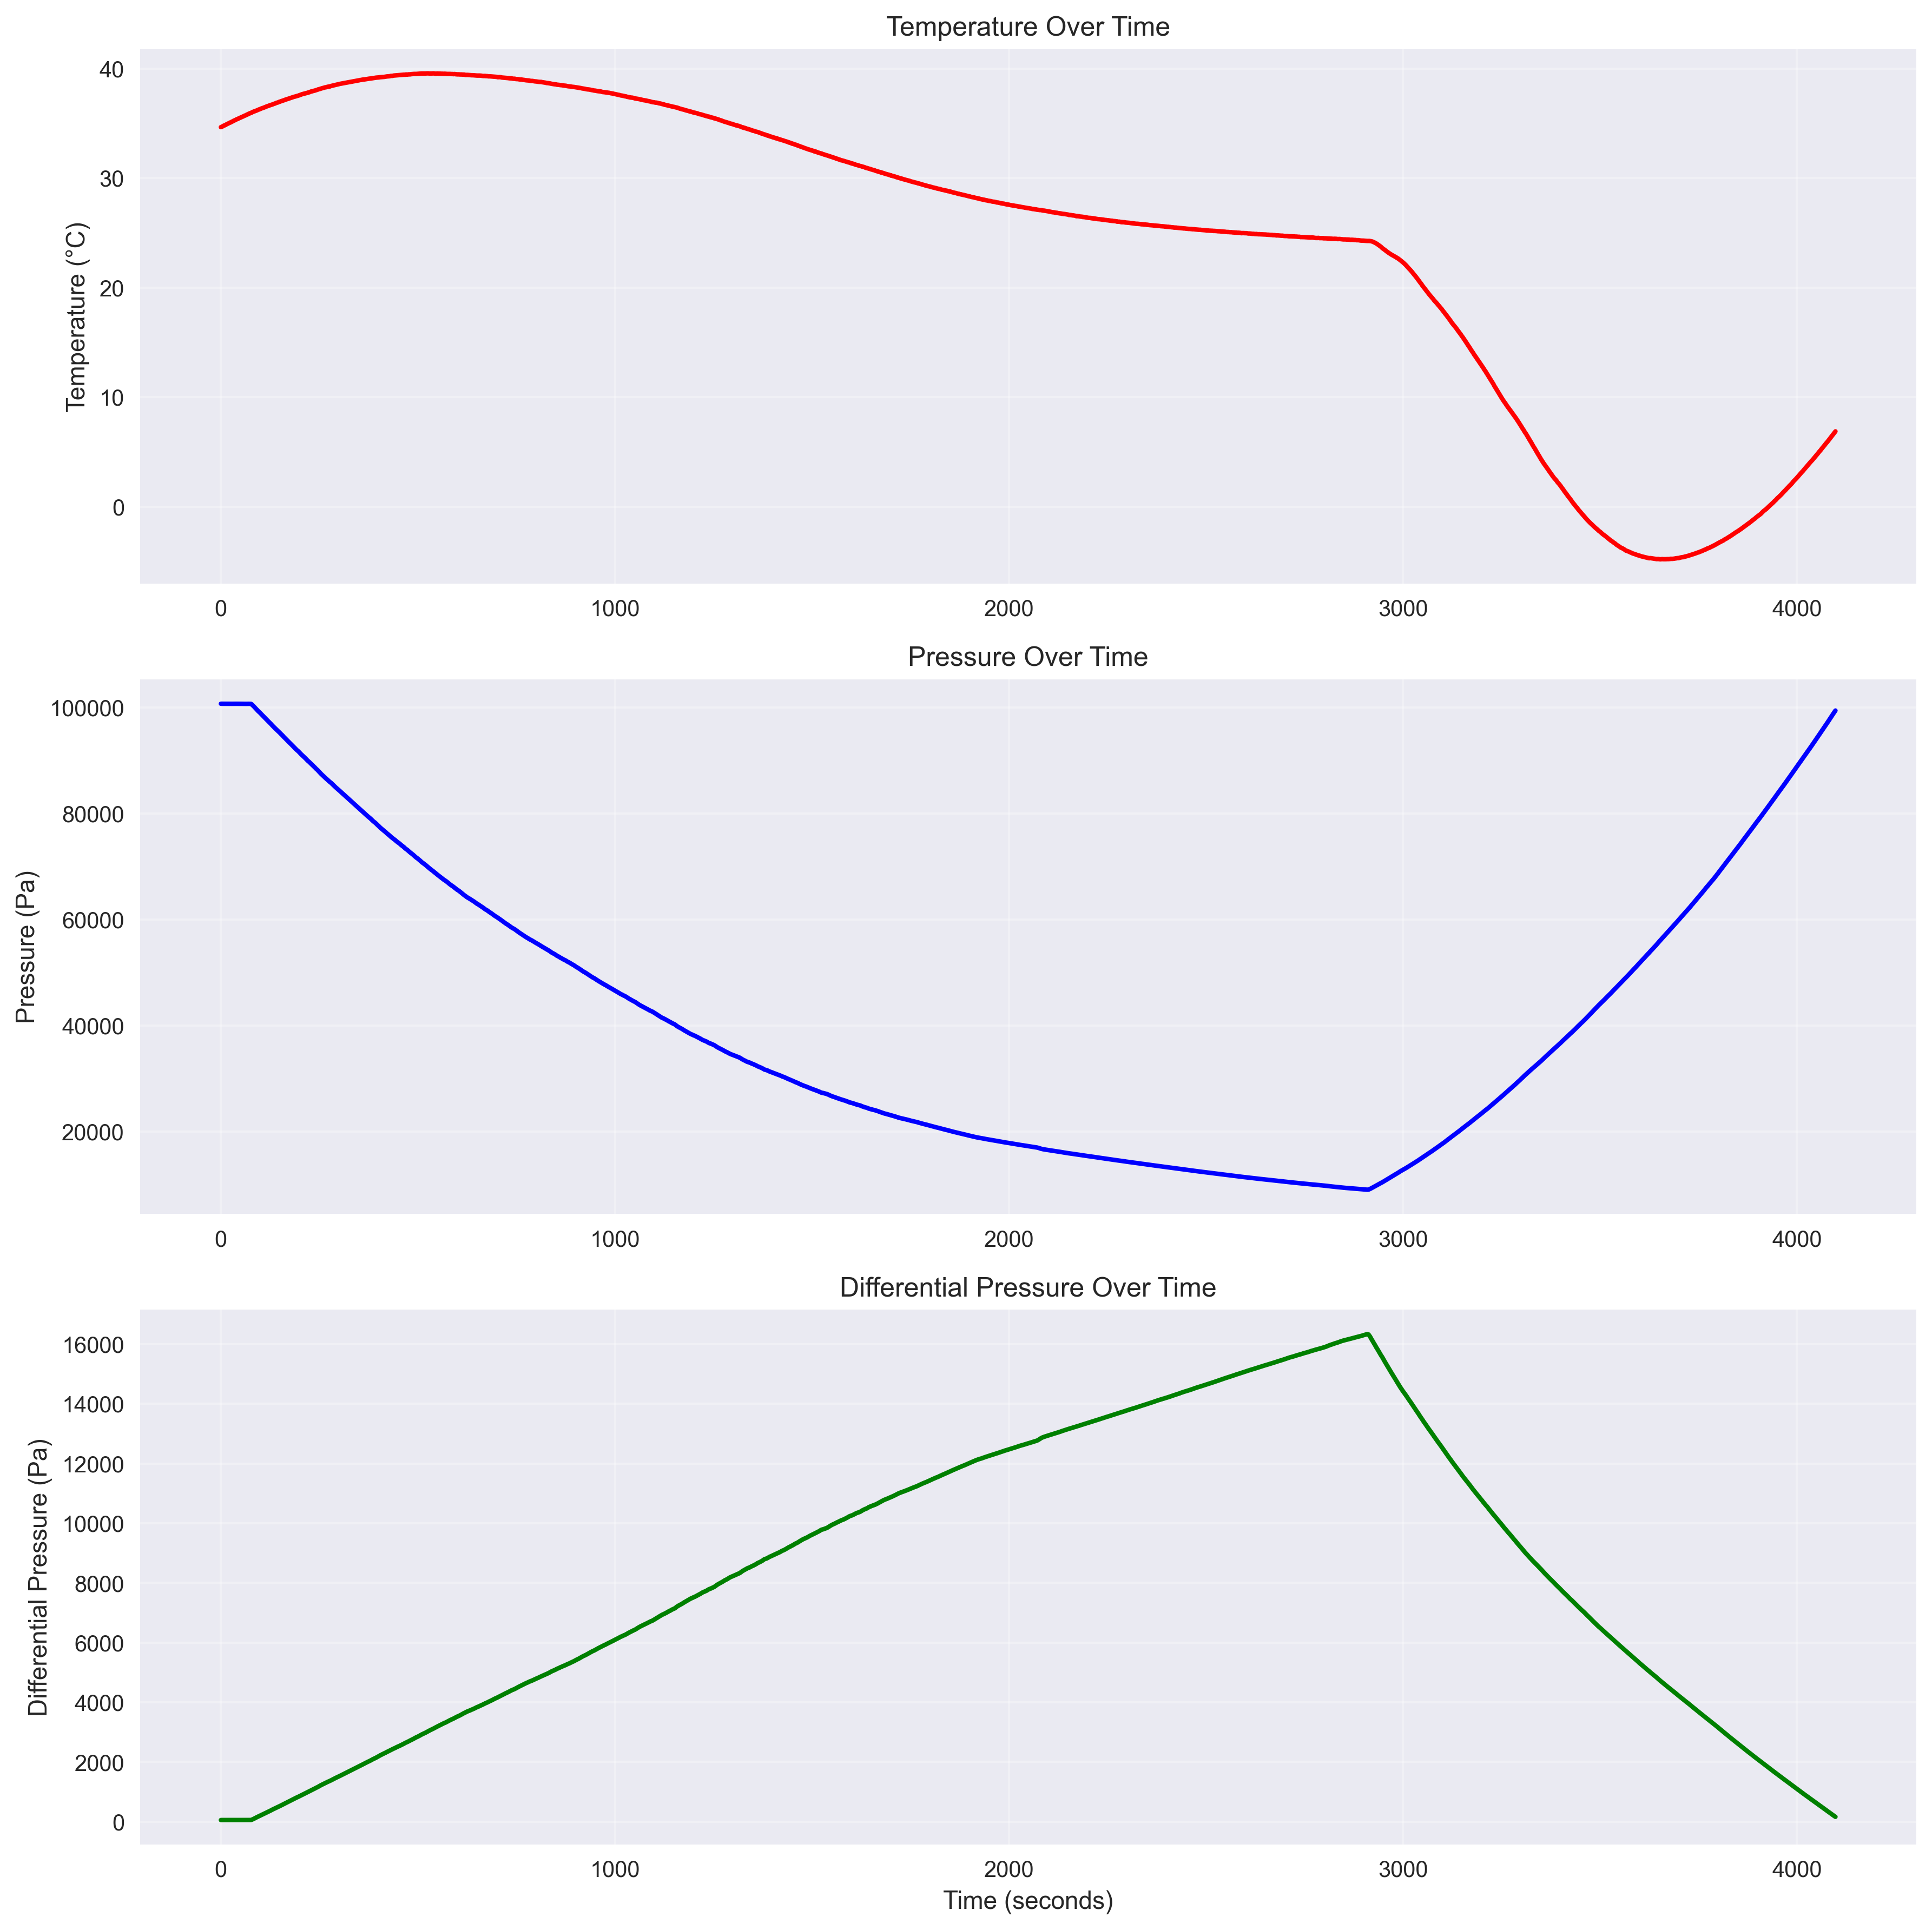 Temperature Over Time
40
30
20
10
0
Temperature (°C)
0 1000 2000 3000 4000
Pressure Over Time
100000
80000
60000
40000
20000
Pressure (Pa)
0 1000 2000 3000 4000
Differential Pressure Over Time
16000
14000
12000
10000
8000
6000
4000
2000
0
Differential Pressure (Pa)
0 1000 2000 3000 4000
Time (seconds)